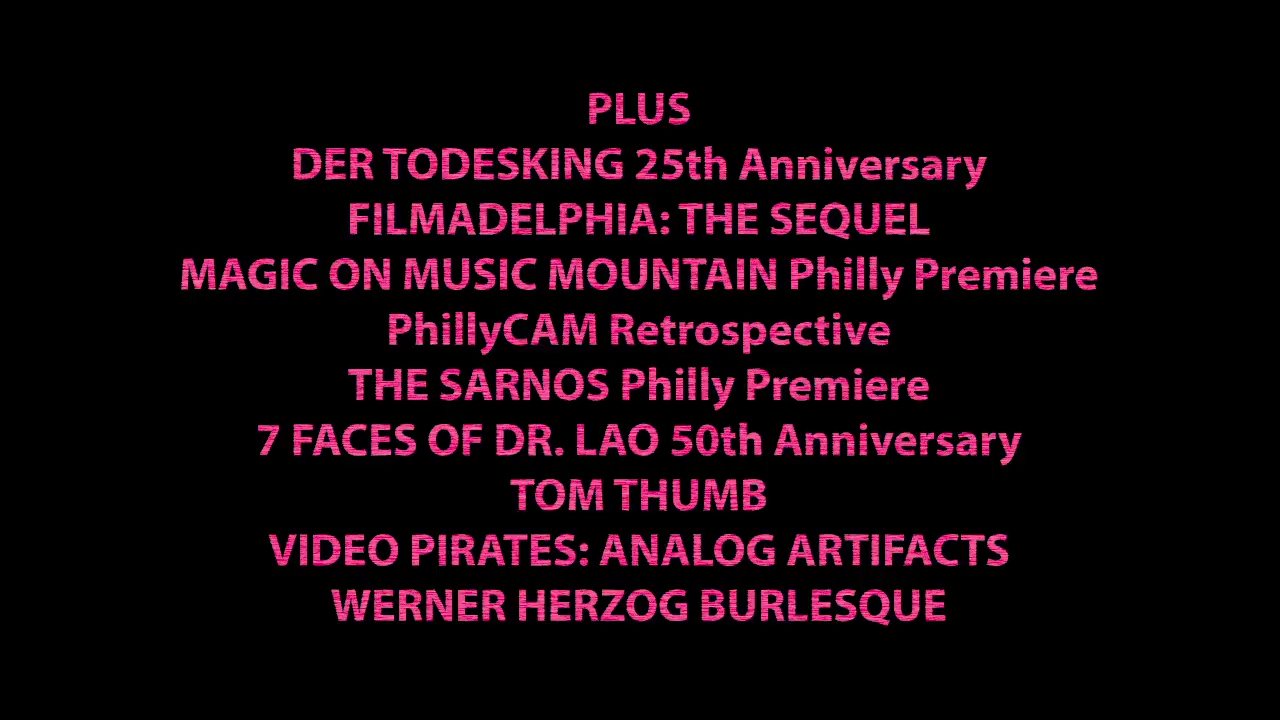 PLUS
DER TODESKING 25th Anniversary
FILMADELPHIA: THE SEQUEL
MAGIC ON MUSIC MOUNTAIN Philly Premiere
PhillyCAM Retrospective
THE SARNOS Philly Premiere
7 FACES OF DR. LAO 50th Anniversary
TOM THUMB
VIDEO PIRATES: ANALOG ARTIFACTS
WERNER HERZOG BURLESQUE